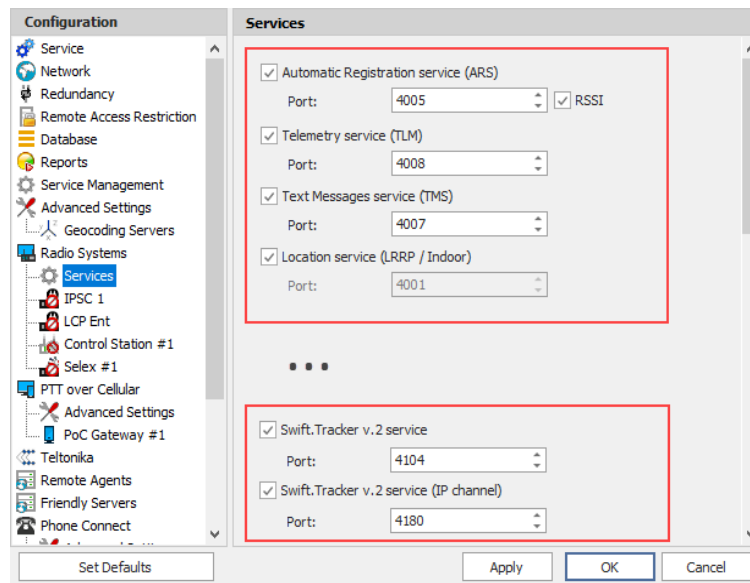 Configuration
Service
Network
Redundancy
Remote Access Restriction
Database
Reports
Service Management
Advanced Settings
Geocoding Servers
Radio Systems
Services
IPSC 1
LCP Ent
Control Station #1
Selex #1
PTT over Cellular
Advanced Settings
PoC Gateway #1
Teltonika
Remote Agents
Friendly Servers
Phone Connect
Services
Automatic Registration service (ARS)
Port: 4005 RSSI
Telemetry service (TLM)
Port: 4008
Text Messages service (TMS)
Port: 4007
Location service (LRRP / Indoor)
Port: 4001
...
Swift.Tracker v.2 service
Port: 4104
Swift.Tracker v.2 service (IP channel)
Port: 4180
Set Defaults
Apply
OK
Cancel